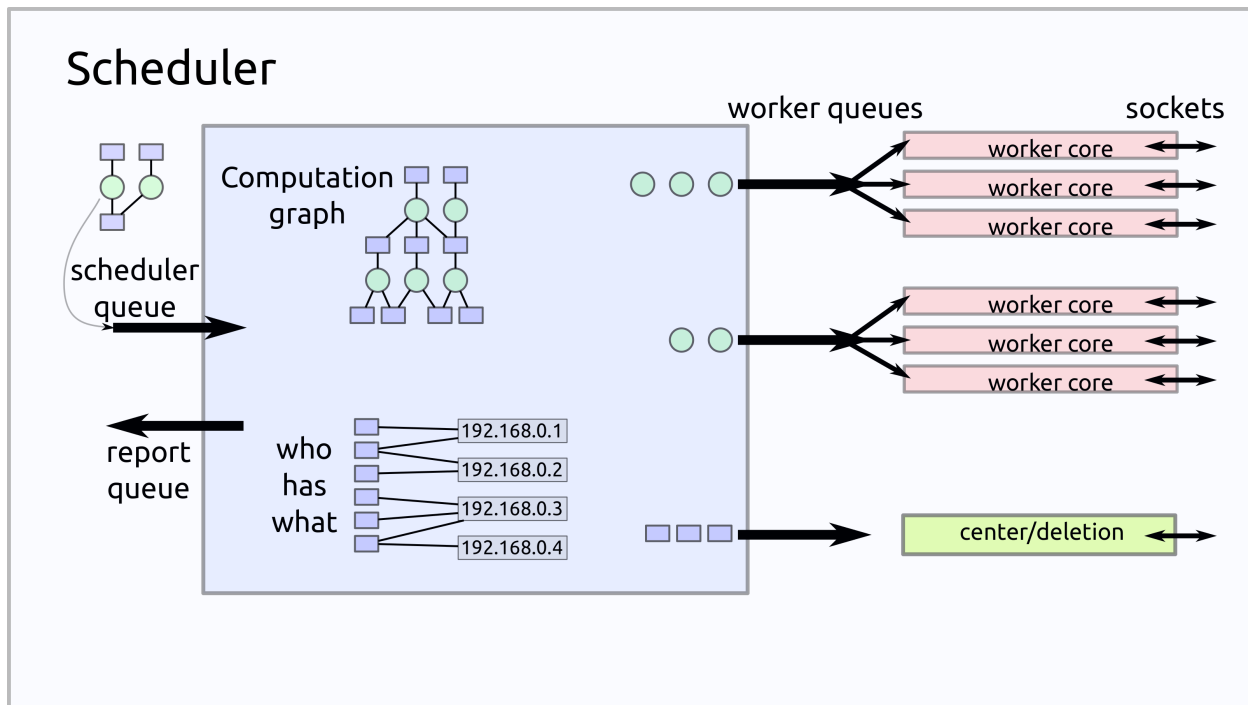 Scheduler
worker queues
sockets
worker core
worker core
worker core
Computation
graph
scheduler
queue
worker core
worker core
worker core
report
queue
who
has
what
192.168.0.1
192.168.0.2
192.168.0.3
192.168.0.4
center/deletion